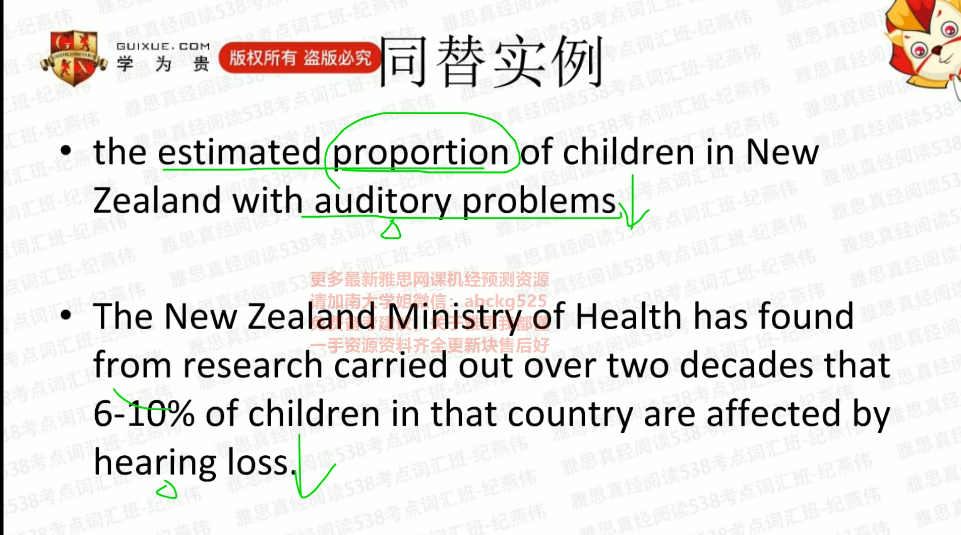 GUIXUE.COM
学为贵
版权所有 盗版必究
同替实例
• the estimated proportion of children in New
Zealand with auditory problems.
更多最新雅思网课机经预测资源
请加南大学姐微信：abckg525
一手资源资料齐全更新块售后好
• The New Zealand Ministry of Health has found
from research carried out over two decades that
6-10% of children in that country are affected by
hearing loss.
雅思真经阅读538考点词汇班-纪燕伟